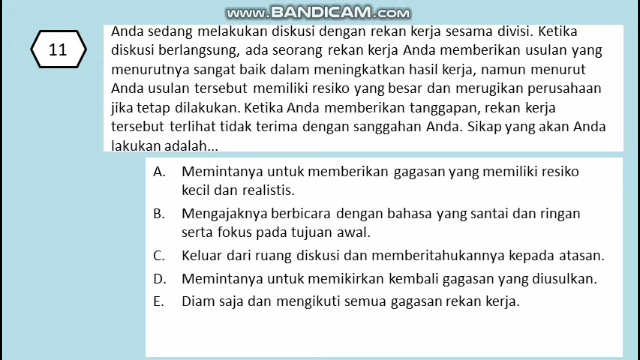 www.BANDICAM.com
11
Anda sedang melakukan diskusi dengan rekan kerja sesama divisi. Ketika
diskusi berlangsung, ada seorang rekan kerja Anda memberikan usulan yang
menurutnya sangat baik dalam meningkatkan hasil kerja, namun menurut
Anda usulan tersebut memiliki resiko yang besar dan merugikan perusahaan
jika tetap dilakukan. Ketika Anda memberikan tanggapan, rekan kerja
tersebut terlihat tidak terima dengan sanggahan Anda. Sikap yang akan Anda
lakukan adalah...
A. Memintanya untuk memberikan gagasan yang memiliki resiko
kecil dan realistis.
B. Mengajaknya berbicara dengan bahasa yang santai dan ringan
serta fokus pada tujuan awal.
C. Keluar dari ruang diskusi dan memberitahukannya kepada atasan.
D. Memintanya untuk memikirkan kembali gagasan yang diusulkan.
E. Diam saja dan mengikuti semua gagasan rekan kerja.